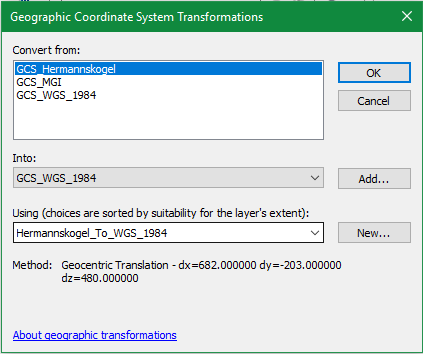 Geographic Coordinate System Transformations
Convert from:
GCS_Hermannskogel
GCS_MGI
GCS_WGS_1984
OK
Cancel
Into:
GCS_WGS_1984
Add...
Using (choices are sorted by suitability for the layer's extent):
Hermannskogel_To_WGS_1984
New...
Method: Geocentric Translation - dx=682.000000 dy=-203.000000
dz=480.000000
About geographic transformations